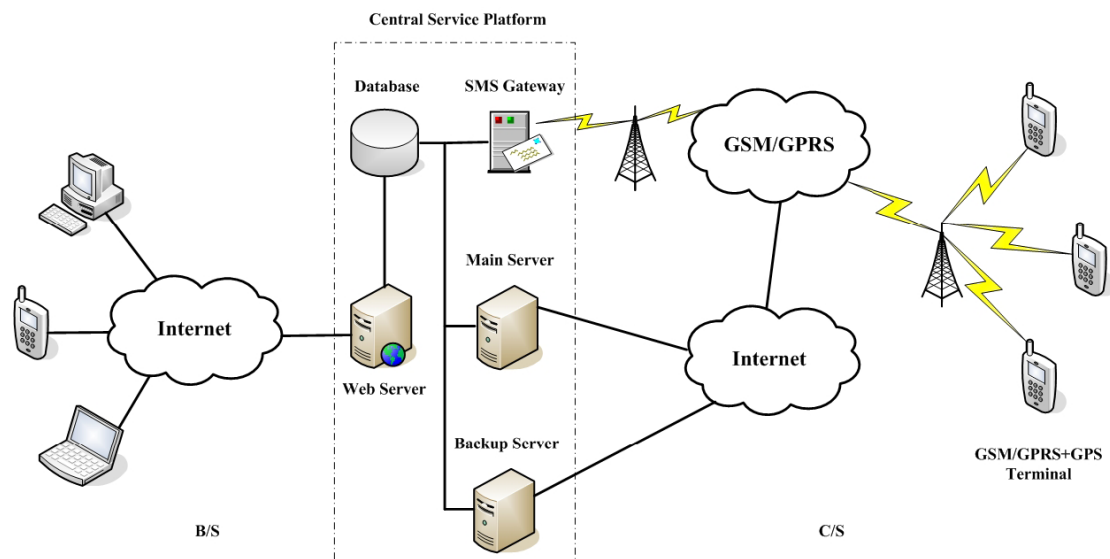 Central Service Platform
Database
SMS Gateway
GSM/GPRS
Main Server
Internet
Internet
Web Server
Backup Server
GSM/GPRS+GPS
Terminal
B/S
C/S